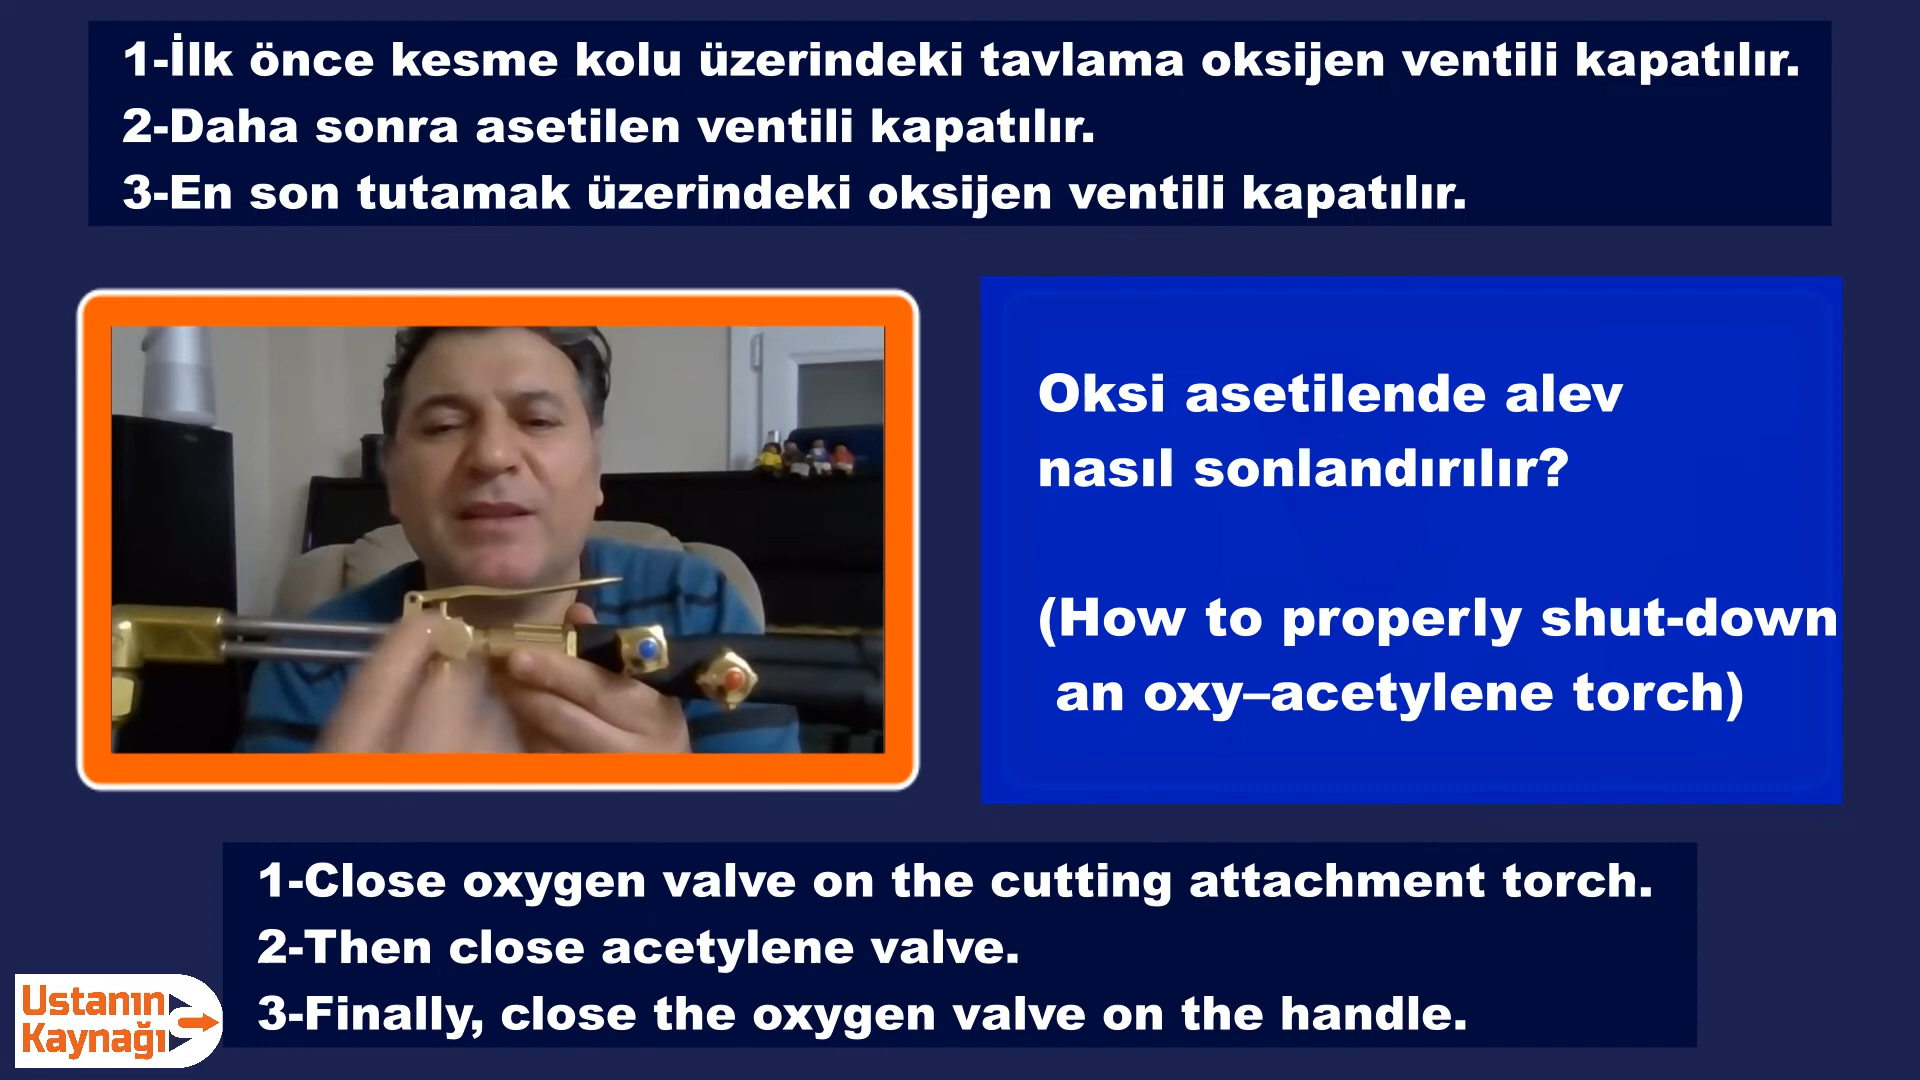 1-İlk önce kesme kolu üzerindeki tavlama oksijen ventili kapatılır.
2-Daha sonra asetilen ventili kapatılır.
3-En son tutamak üzerindeki oksijen ventili kapatılır.
Oksi asetilende alev
nasıl sonlandırılır?
(How to properly shut-down
an oxy–acetylene torch)
1-Close oxygen valve on the cutting attachment torch.
2-Then close acetylene valve.
3-Finally, close the oxygen valve on the handle.
Ustanın
Kaynağı